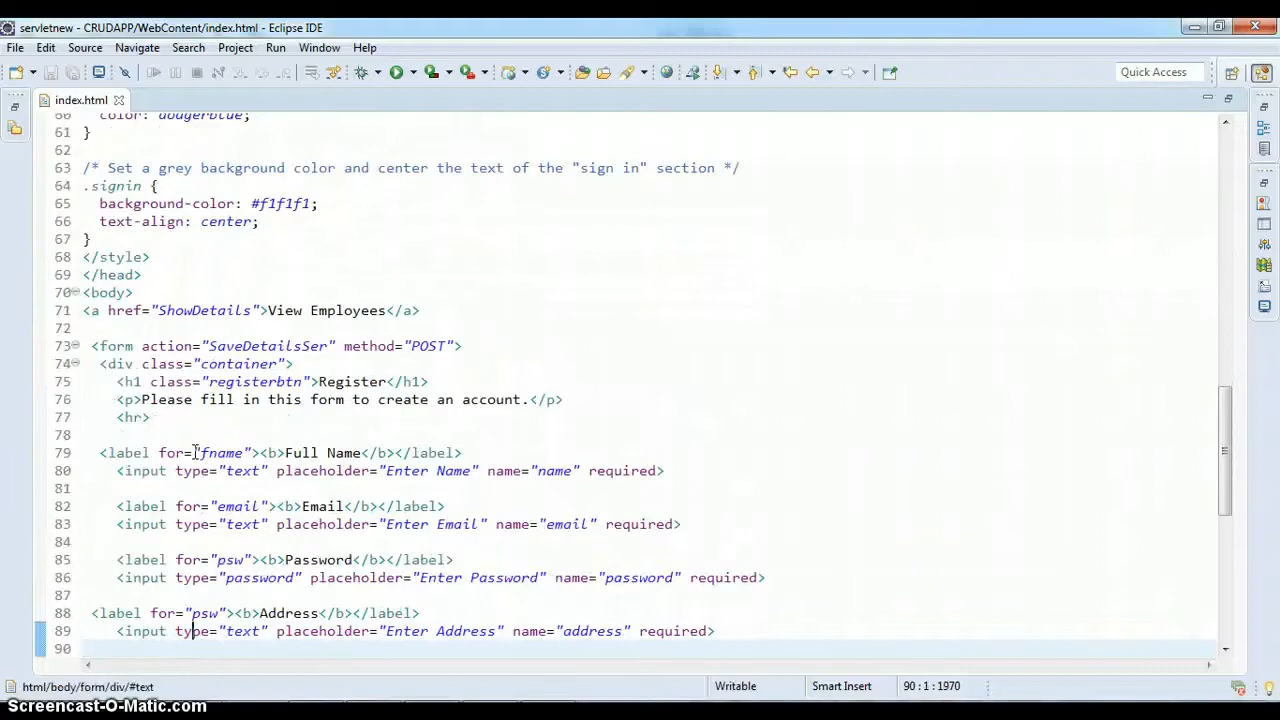 servletnew - CRUDAPP/WebContent/index.html - Eclipse IDE
File Edit Source Navigate Search Project Run Window Help
Quick Access
index.html
60 color: dodgerblue;
61 }
62
63 /* Set a grey background color and center the text of the "sign in" section */
64 .signin {
65 background-color: #f1f1f1;
66 text-align: center;
67 }
68 </style>
69 </head>
70 <body>
71 <a href="ShowDetails">View Employees</a>
72
73 <form action="SaveDetailsSer" method="POST">
74 <div class="container">
75 <h1 class="registerbtn">Register</h1>
76 <p>Please fill in this form to create an account.</p>
77 <hr>
78
79 <label for="fname"><b>Full Name</b></label>
80 <input type="text" placeholder="Enter Name" name="name" required>
81
82 <label for="email"><b>Email</b></label>
83 <input type="text" placeholder="Enter Email" name="email" required>
84
85 <label for="psw"><b>Password</b></label>
86 <input type="password" placeholder="Enter Password" name="password" required>
87
88 <label for="psw"><b>Address</b></label>
89 <input type="text" placeholder="Enter Address" name="address" required>
90
html/body/form/div/#text Writable Smart Insert 90 : 1 : 1970
Screencast-O-Matic.com